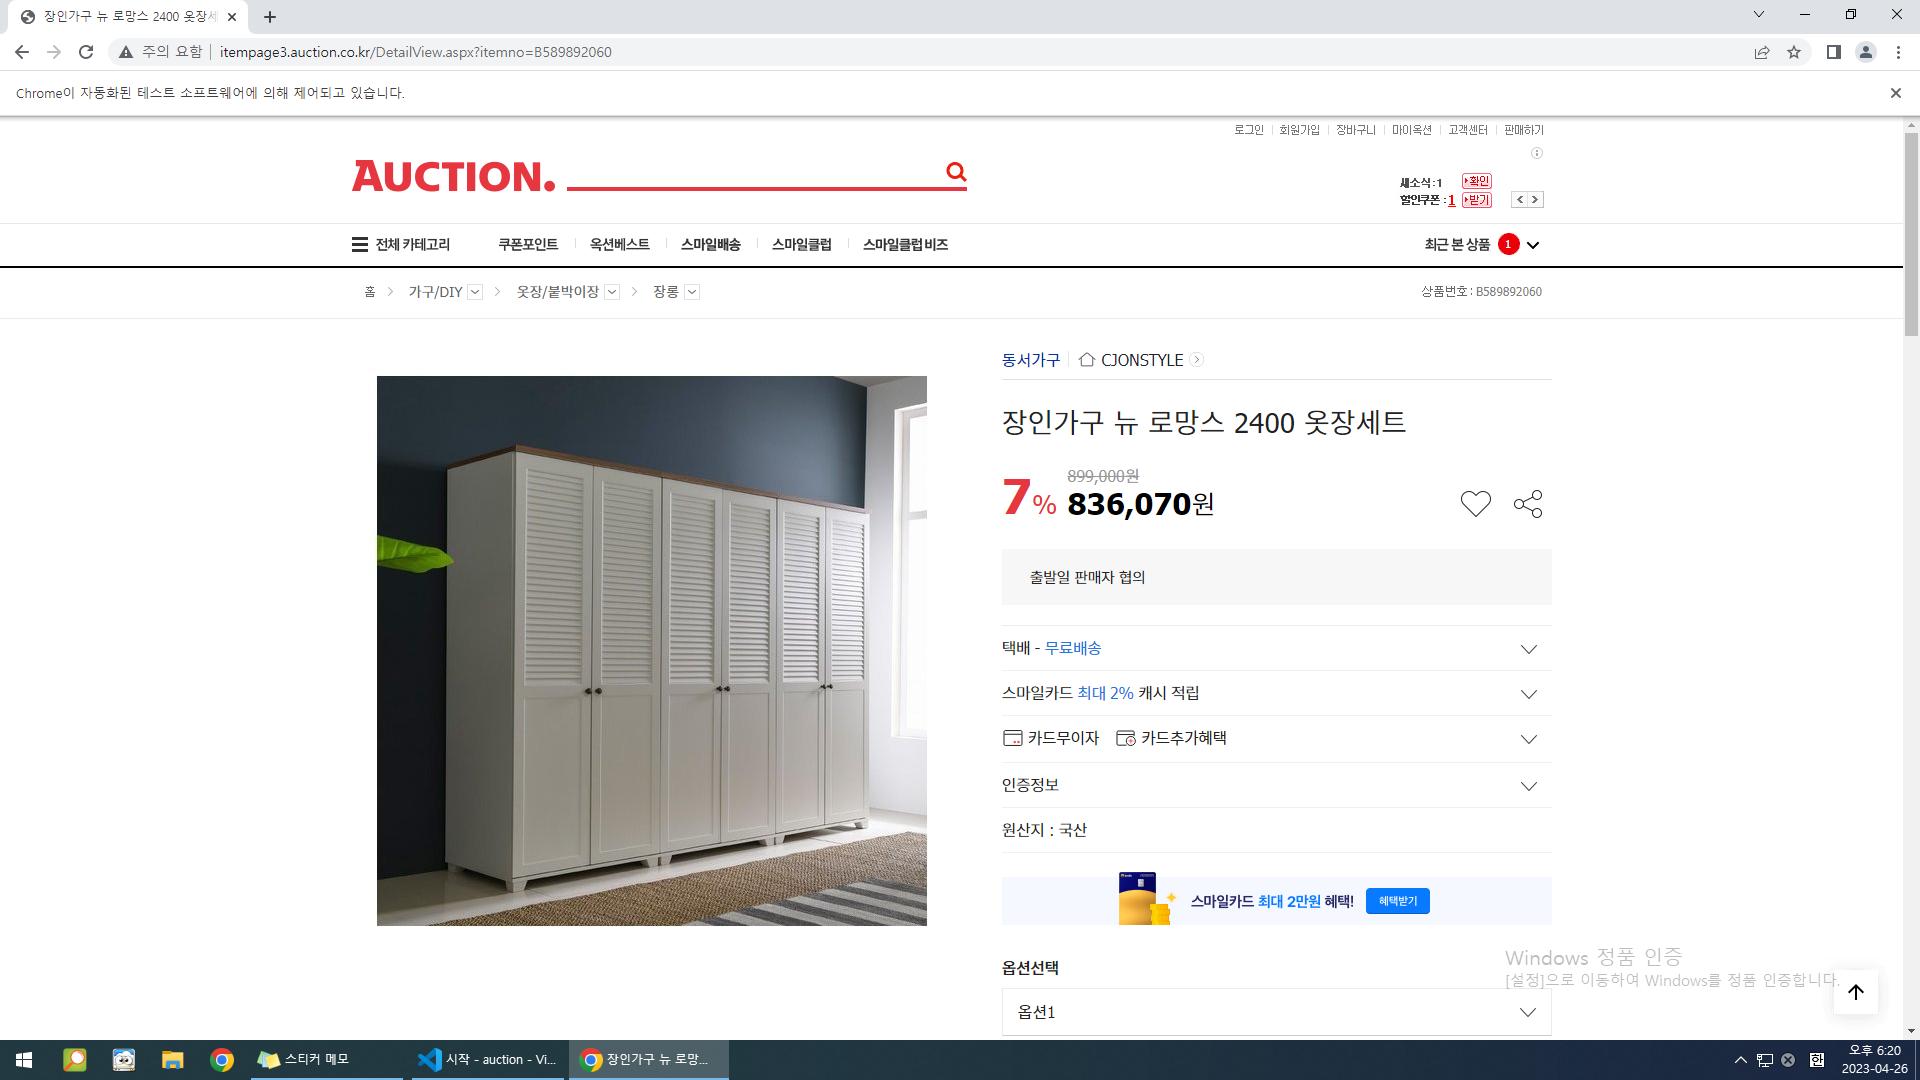 장인가구 뉴 로망스 2400 옷장세
주의 요함 itempage3.auction.co.kr/DetailView.aspx?itemno=B589892060
Chrome이 자동화된 테스트 소프트웨어에 의해 제어되고 있습니다.
로그인 회원가입 장바구니 마이옥션 고객센터 판매하기
AUCTION.
새소식:1 확인
할인쿠폰 :1 받기
전체 카테고리 쿠폰포인트 옥션베스트 스마일배송 스마일클럽 스마일클럽 비즈 최근 본 상품 1
홈 가구/DIY 옷장/붙박이장 장롱 상품번호 : B589892060
동서가구 CJONSTYLE
장인가구 뉴 로망스 2400 옷장세트
899,000원
7% 836,070원
출발일 판매자 협의
택배 - 무료배송
스마일카드 최대 2% 캐시 적립
카드무이자 카드추가혜택
인증정보
원산지 : 국산
스마일카드 최대 2만원 혜택! 혜택받기
옵션선택
옵션1
Windows 정품 인증
[설정]으로 이동하여 Windows를 정품 인증합니다.
스티커 메모 시작 - auction - Vi... 장인가구 뉴 로망... 한 오후 6:20
2023-04-26